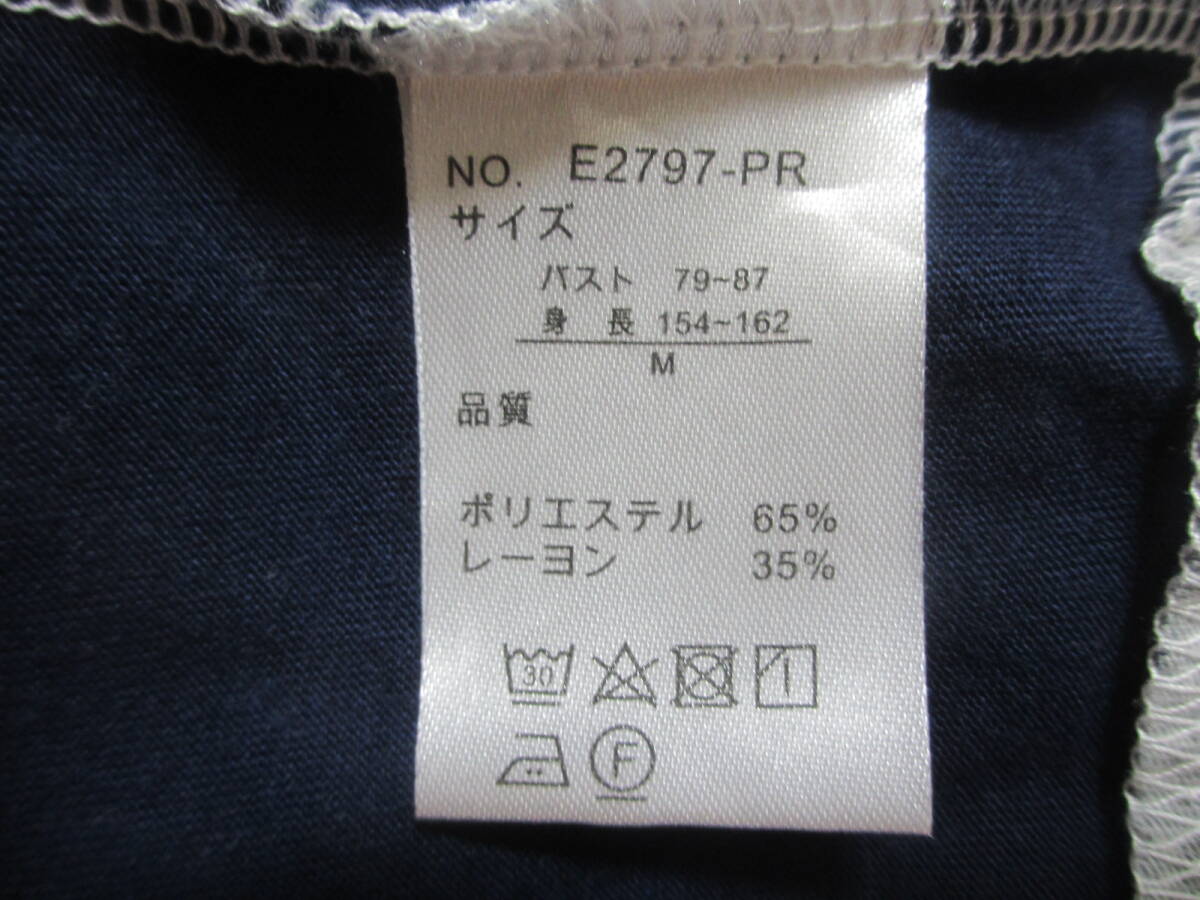 NO. E2797-PR
サイズ
バスト 79~87
身 長 154~162
M
品質
ポリエステル 65%
レーヨン 35%
30
F